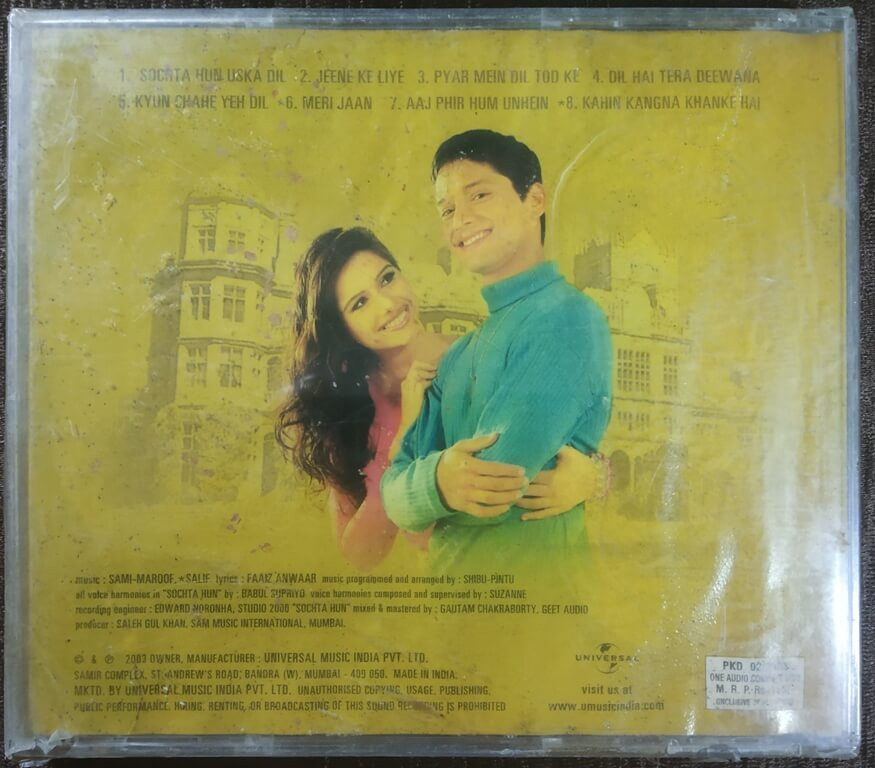 1. SOCHTA HUN USKA DIL 2. JEENE KE LIYE 3. PYAR MEIN DIL TOD KE 4. DIL HAI TERA DEEWANA
5. KYUN CHAHE YEH DIL *6. MERI JAAN 7. AAJ PHIR HUM UNHEIN *8. KAHIN KANGNA KHANKE HAI
music : SAMI-MAROOF, *SALIF lyrics : FAAIZ ANWAAR music programmed and arranged by : SHIBU-PINTU
all voice harmonies in "SOCHTA HUN" by : BABUL SUPRIYO voice harmonies composed and supervised by : SUZANNE
recording engineer : EDWARD NORONHA, STUDIO 2000 "SOCHTA HUN" mixed & mastered by : GAUTAM CHAKRABORTY, GEET AUDIO
producer : SALEH GUL KHAN, SAM MUSIC INTERNATIONAL, MUMBAI.
© & ℗ 2003 OWNER, MANUFACTURER : UNIVERSAL MUSIC INDIA PVT. LTD.
SAMIR COMPLEX, ST. ANDREW'S ROAD, BANDRA (W), MUMBAI - 409 050. MADE IN INDIA.
MKTD. BY UNIVERSAL MUSIC INDIA PVT. LTD. UNAUTHORISED COPYING, USAGE, PUBLISHING,
PUBLIC PERFORMANCE, HIRING, RENTING, OR BROADCASTING OF THIS SOUND RECORDING IS PROHIBITED
UNIVERSAL
visit us at
www.umusicindia.com
PKD 02
ONE AUDIO
M. R. P.